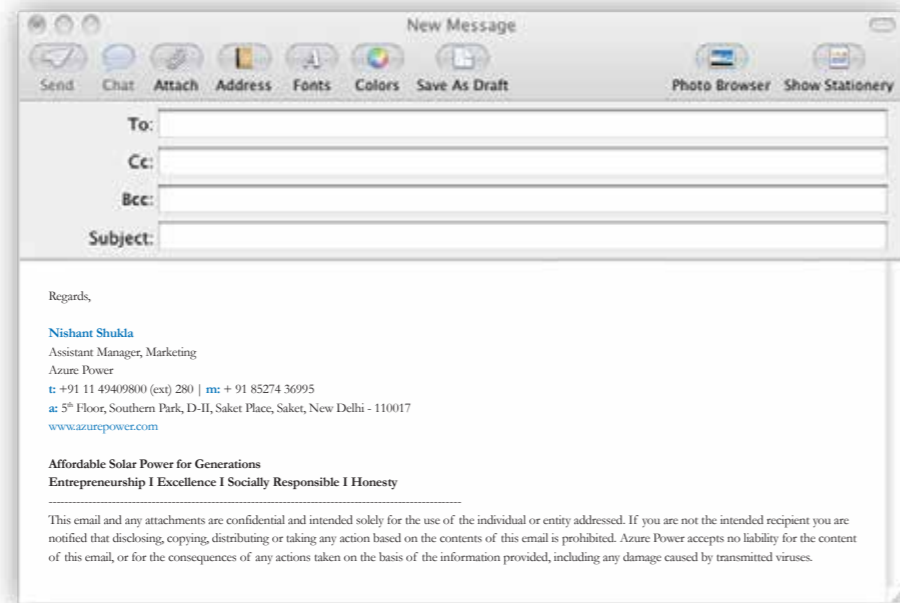 New Message
Send Chat Attach Address Fonts Colors Save As Draft Photo Browser Show Stationery
To:
Cc:
Bcc:
Subject:
Regards,
Nishant Shukla
Assistant Manager, Marketing
Azure Power
t: +91 11 49409800 (ext) 280 | m: + 91 85274 36995
a: 5th Floor, Southern Park, D-II, Saket Place, Saket, New Delhi - 110017
www.azurepower.com
Affordable Solar Power for Generations
Entrepreneurship I Excellence I Socially Responsible I Honesty
--------------------------------------------------------------------------------------------------------
This email and any attachments are confidential and intended solely for the use of the individual or entity addressed. If you are not the intended recipient you are
notified that disclosing, copying, distributing or taking any action based on the contents of this email is prohibited. Azure Power accepts no liability for the content
of this email, or for the consequences of any actions taken on the basis of the information provided, including any damage caused by transmitted viruses.